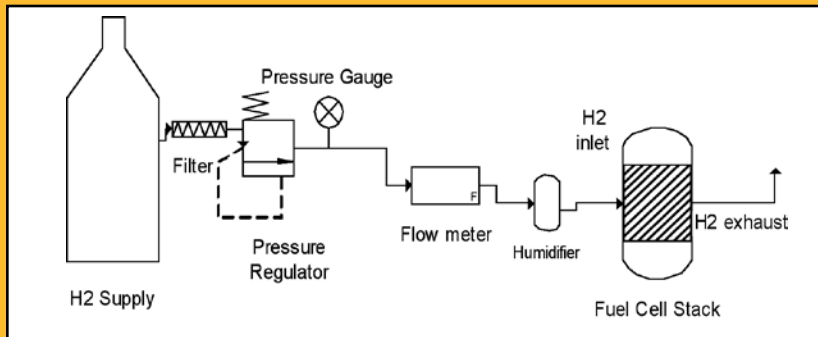 Pressure Gauge
H2
inlet
Filter
F
Flow meter
H2 exhaust
Humidifier
Pressure
Regulator
H2 Supply
Fuel Cell Stack